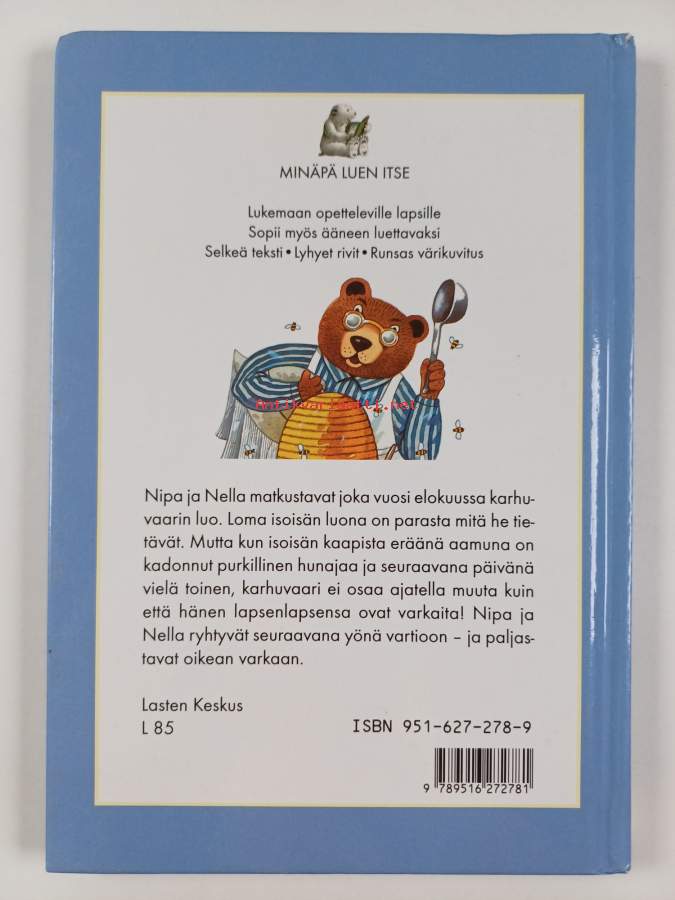 MINÄPÄ LUEN ITSE
Lukemaan opetteleville lapsille
Sopii myös ääneen luettavaksi
Selkeä teksti • Lyhyet rivit • Runsas värikuvitus
Antikvariaatti.net
Nipa ja Nella matkustavat joka vuosi elokuussa karhu-
vaarin luo. Loma isoisän luona on parasta mitä he tie-
tävät. Mutta kun isoisän kaapista eräänä aamuna on
kadonnut purkillinen hunajaa ja seuraavana päivänä
vielä toinen, karhuvaari ei osaa ajatella muuta kuin
että hänen lapsenlapsensa ovat varkaita! Nipa ja
Nella ryhtyvät seuraavana yönä vartioon – ja paljas-
tavat oikean varkaan.
Lasten Keskus
L 85
ISBN 951-627-278-9
9 789516 272781